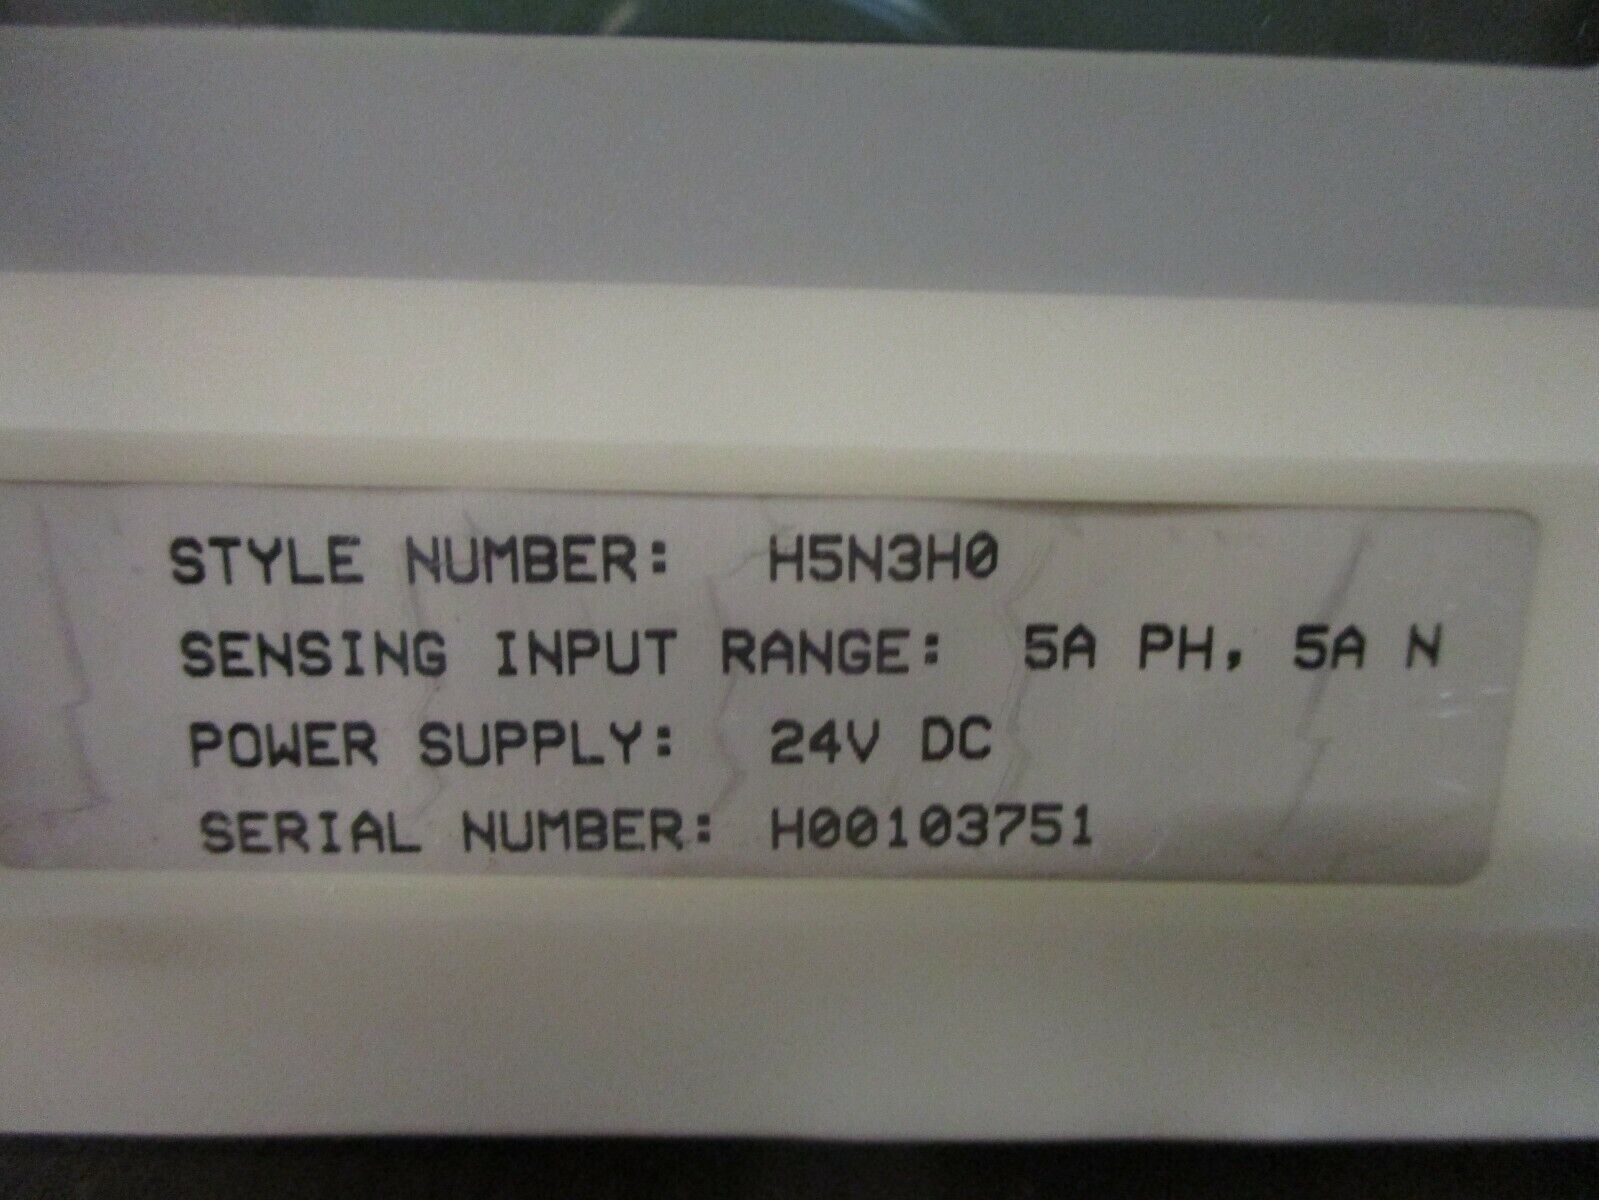 STYLE NUMBER: H5N3H0
SENSING INPUT RANGE: 5A PH, 5A N
POWER SUPPLY: 24V DC
SERIAL NUMBER: H00103751